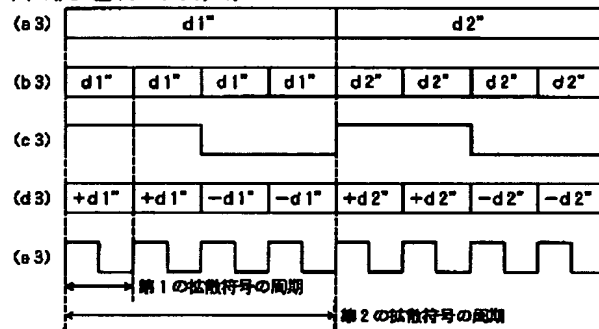 (a3) d1" d2"
(b3) d1" d1" d1" d1" d2" d2" d2" d2"
(c3)
(d3) +d1" +d1" -d1" -d1" +d2" +d2" -d2" -d2"
(e3)
第1の拡散符号の周期
第2の拡散符号の周期